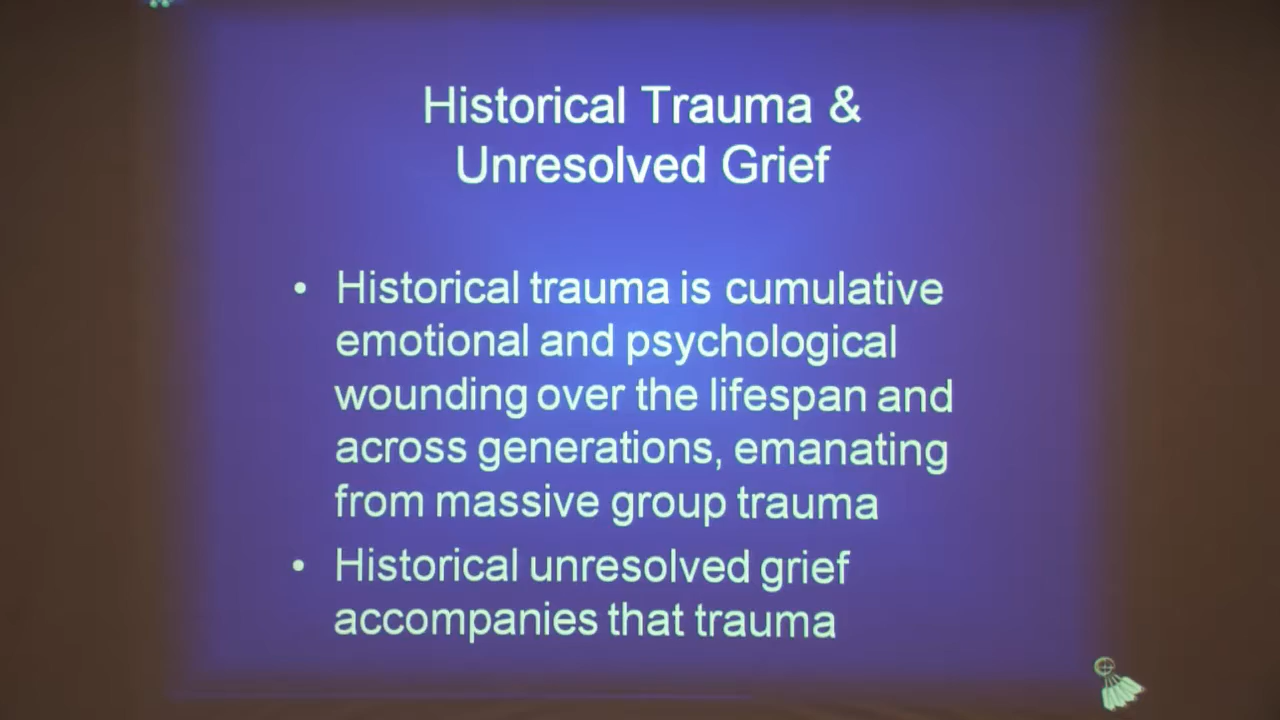 Historical Trauma &
Unresolved Grief
• Historical trauma is cumulative
emotional and psychological
wounding over the lifespan and
across generations, emanating
from massive group trauma
• Historical unresolved grief
accompanies that trauma